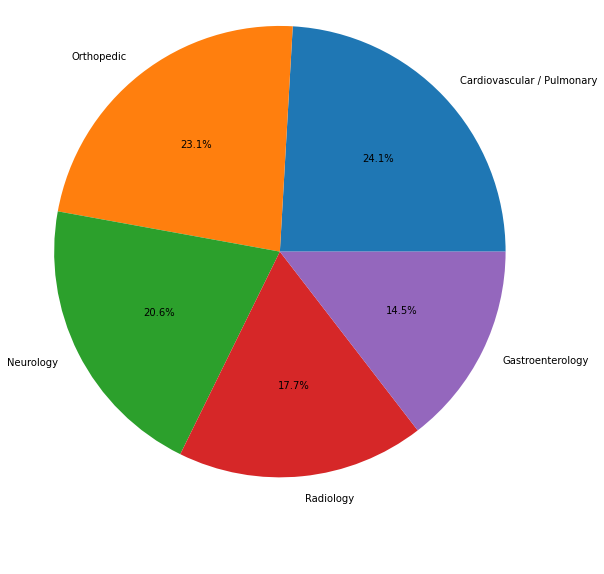 Orthopedic
Cardiovascular / Pulmonary
23.1%
24.1%
20.6%
14.5%
Neurology
Gastroenterology
17.7%
Radiology